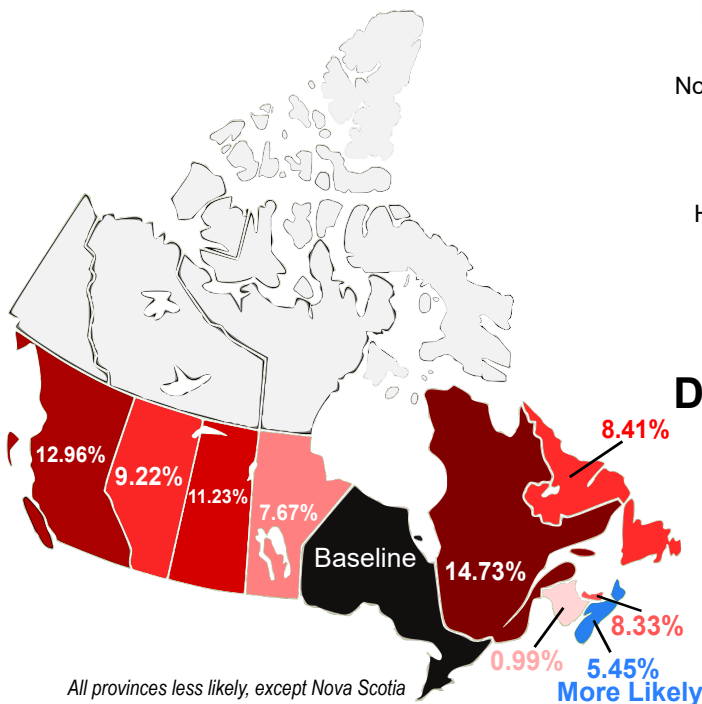 No
H
D
8.41%
12.96%
9.22%
11.23%
7.67%
Baseline
14.73%
8.33%
0.99%
5.45%
More Likely
All provinces less likely, except Nova Scotia